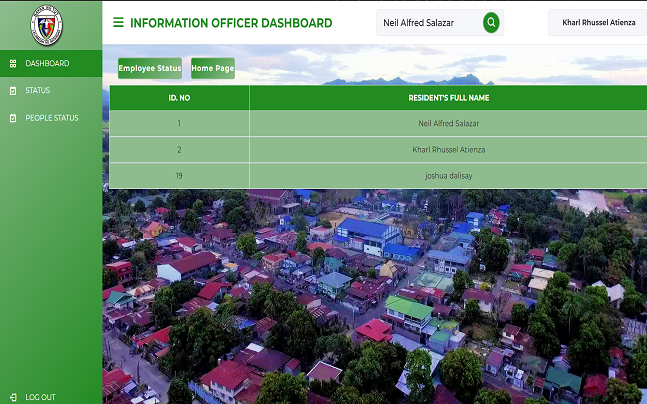 INFORMATION OFFICER DASHBOARD
Neil Alfred Salazar
Kharl Rhussel Atienza
DASHBOARD
STATUS
PEOPLE STATUS
LOG OUT
Employee Status
Home Page
ID. NO RESIDENT'S FULL NAME
1 Neil Alfred Salazar
2 Kharl Rhussel Atienza
19 joshua dalisay